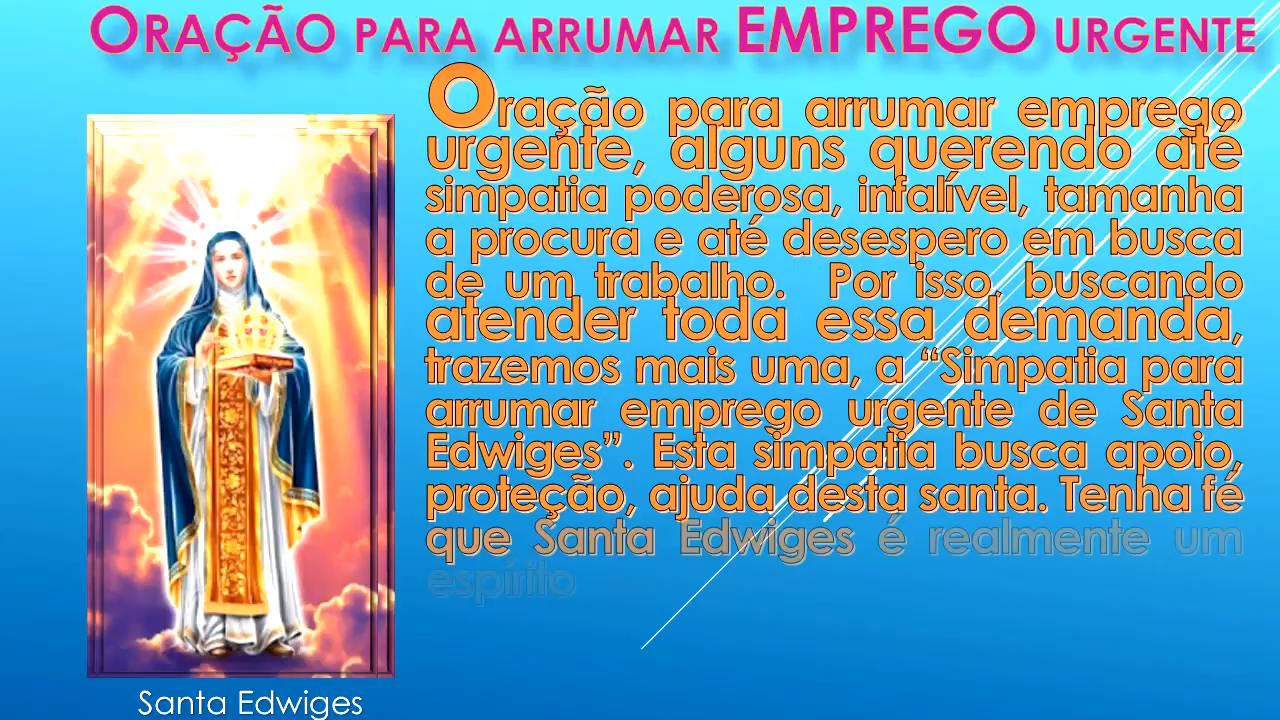 ORAÇÃO PARA ARRUMAR EMPREGO URGENTE
Oração para arrumar emprego
urgente, alguns querendo até
simpatia poderosa, infalível, tamanha
a procura e até desespero em busca
de um trabalho. Por isso, buscando
atender toda essa demanda,
trazemos mais uma, a “Simpatia para
arrumar emprego urgente de Santa
Edwiges”. Esta simpatia busca apoio,
proteção, ajuda desta santa. Tenha fé
que Santa Edwiges é realmente um
espírito
Santa Edwiges